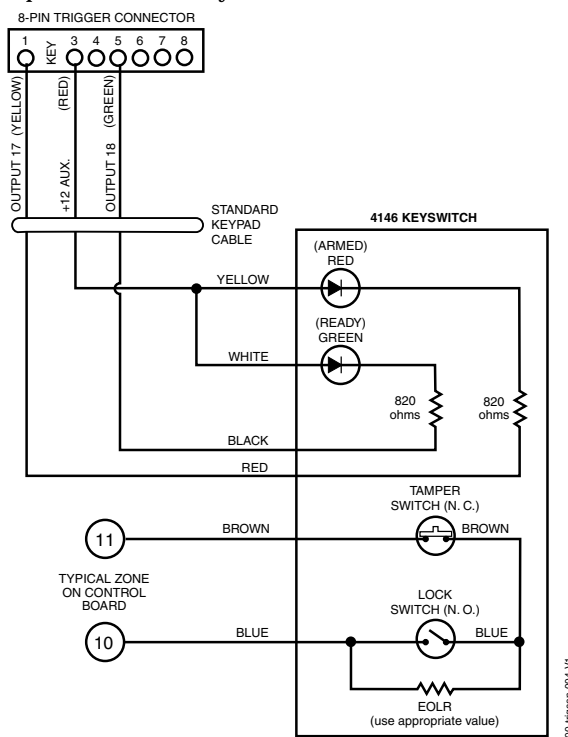 8-PIN TRIGGER CONNECTOR
1 KEY 3 4 5 6 7 8
OUTPUT 17 (YELLOW)
+12 AUX. (RED)
OUTPUT 18 (GREEN)
STANDARD
KEYPAD
CABLE
4146 KEYSWITCH
(ARMED)
RED
YELLOW
(READY)
GREEN
WHITE
820
ohms
820
ohms
BLACK
RED
TAMPER
SWITCH (N. C.)
11
BROWN
BROWN
TYPICAL ZONE
ON CONTROL
BOARD
LOCK
SWITCH (N. O.)
10
BLUE
BLUE
EOLR
(use appropriate value)